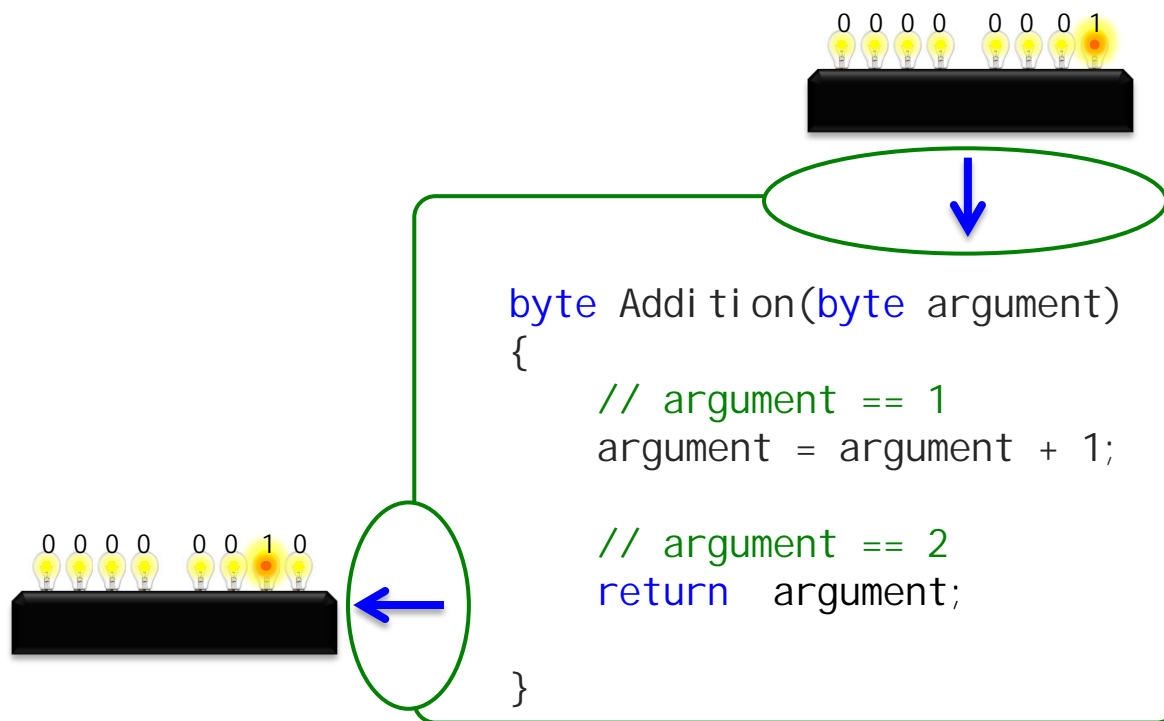 0 0 0 0 0 0 0 1
byte Addition(byte argument)
{
// argument == 1
argument = argument + 1;
0 0 0 0 0 0 1 0
// argument == 2
return argument;
}